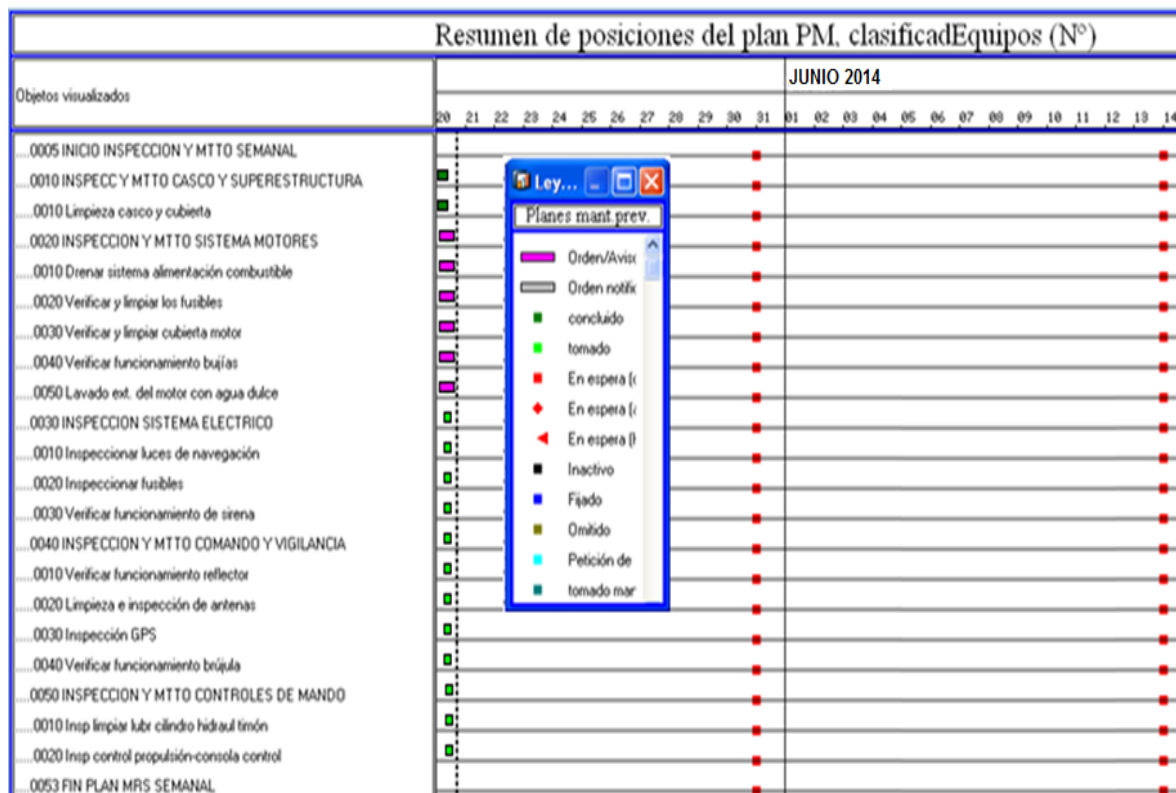 Resumen de posiciones del plan PM, clasificadEquipos (Nº)
Objetos visualizados
JUNIO 2014
20 21 22 23 24 25 26 27 28 29 30 31 01 02 03 04 05 06 07 08 09 10 11 12 13 14
....0005 INICIO INSPECCION Y MTTO SEMANAL
....0010 INSPECC Y MTTO CASCO Y SUPERESTRUCTURA
.....0010 Limpieza casco y cubierta
....0020 INSPECCION Y MTTO SISTEMA MOTORES
.....0010 Drenar sistema alimentación combustible
.....0020 Verificar y limpiar los fusibles
.....0030 Verificar y limpiar cubierta motor
.....0040 Verificar funcionamiento bujías
.....0050 Lavado ext. del motor con agua dulce
....0030 INSPECCION SISTEMA ELECTRICO
.....0010 Inspeccionar luces de navegación
.....0020 Inspeccionar fusibles
.....0030 Verificar funcionamiento de sirena
....0040 INSPECCION Y MTTO COMANDO Y VIGILANCIA
.....0010 Verificar funcionamiento reflector
.....0020 Limpieza e inspección de antenas
.....0030 Inspección GPS
.....0040 Verificar funcionamiento brújula
....0050 INSPECCION Y MTTO CONTROLES DE MANDO
.....0010 Insp limpiar lubr cilindro hidraul timón
.....0020 Insp control propulsión-consola control
....0053 FIN PLAN MRS SEMANAL
Ley...
Planes mant.prev.
Orden/Aviso
Orden notific
concluido
tomado
En espera (c
En espera (
En espera (
Inactivo
Fijado
Omitido
Petición de
tomado mar